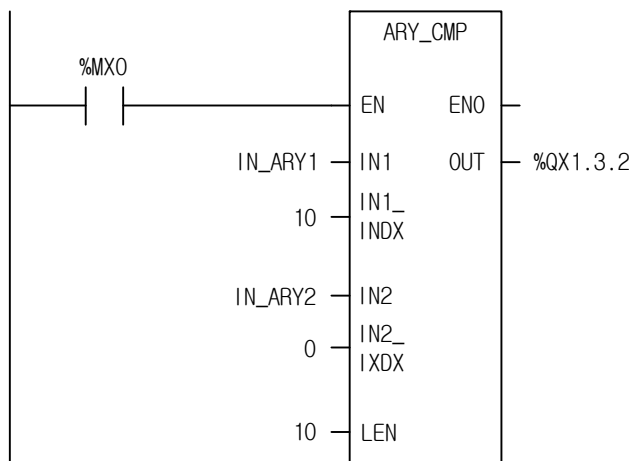 ARY_CMP
%MX0
EN ENO
IN_ARY1 IN1 OUT %QX1.3.2
10 IN1_
INDX
IN_ARY2 IN2
0 IN2_
IXDX
10 LEN